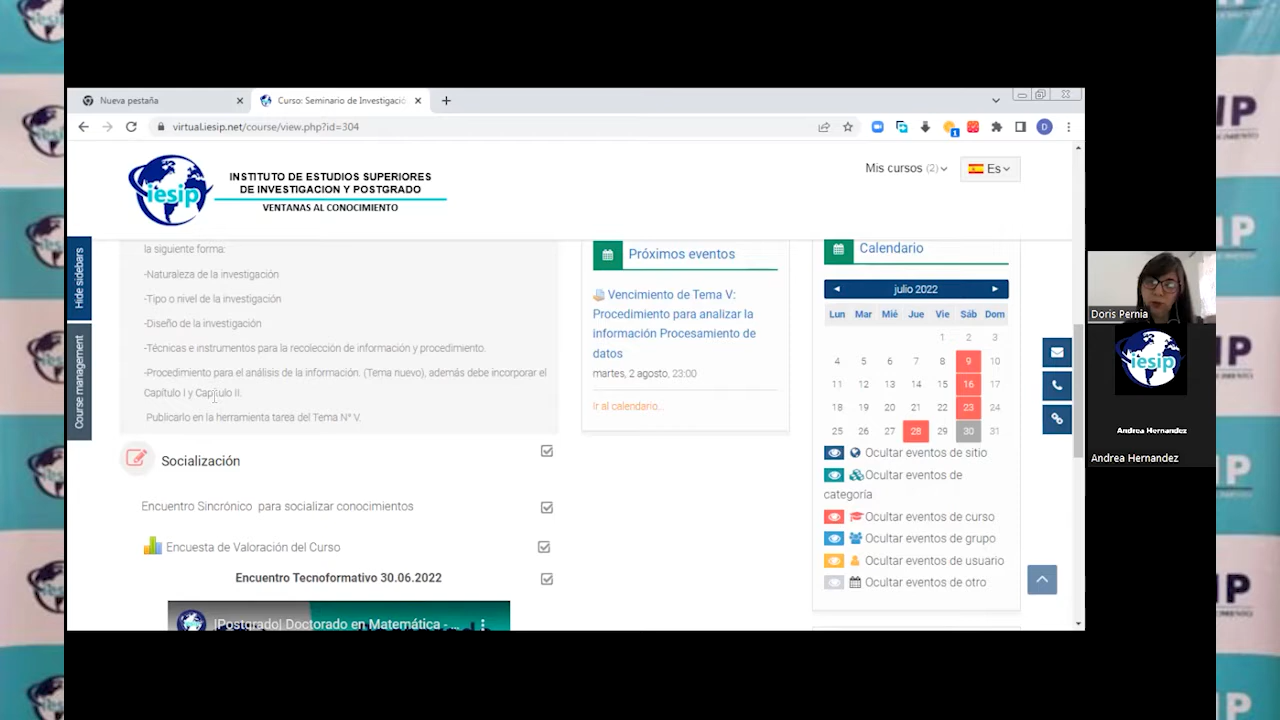 Nueva pestaña
Curso: Seminario de Investigació
virtual.iesip.net/course/view.php?id=304
D
iesip
INSTITUTO DE ESTUDIOS SUPERIORES
DE INVESTIGACION Y POSTGRADO
VENTANAS AL CONOCIMIENTO
Mis cursos (2)
Es
Hide sidebars
Course management
la siguiente forma:
-Naturaleza de la investigación
-Tipo o nivel de la investigación
-Diseño de la investigación
-Técnicas e instrumentos para la recolección de información y procedimiento.
-Procedimiento para el análisis de la información. (Tema nuevo), además debe incorporar el
Capítulo I y Capítulo II.
Publicarlo en la herramienta tarea del Tema N° V.
Socialización
Encuentro Sincrónico para socializar conocimientos
Encuesta de Valoración del Curso
Encuentro Tecnoformativo 30.06.2022
|Postgrado| Doctorado en Matemática - ...
Próximos eventos
Vencimiento de Tema V:
Procedimiento para analizar la
información Procesamiento de
datos
martes, 2 agosto, 23:00
Ir al calendario...
Calendario
julio 2022
Lun Mar Mié Jue Vie Sáb Dom
1 2 3
4 5 6 7 8 9 10
11 12 13 14 15 16 17
18 19 20 21 22 23 24
25 26 27 28 29 30 31
Ocultar eventos de sitio
Ocultar eventos de
categoría
Ocultar eventos de curso
Ocultar eventos de grupo
Ocultar eventos de usuario
Ocultar eventos de otro
Doris Pernia
iesip
Andrea Hernandez
Andrea Hernandez